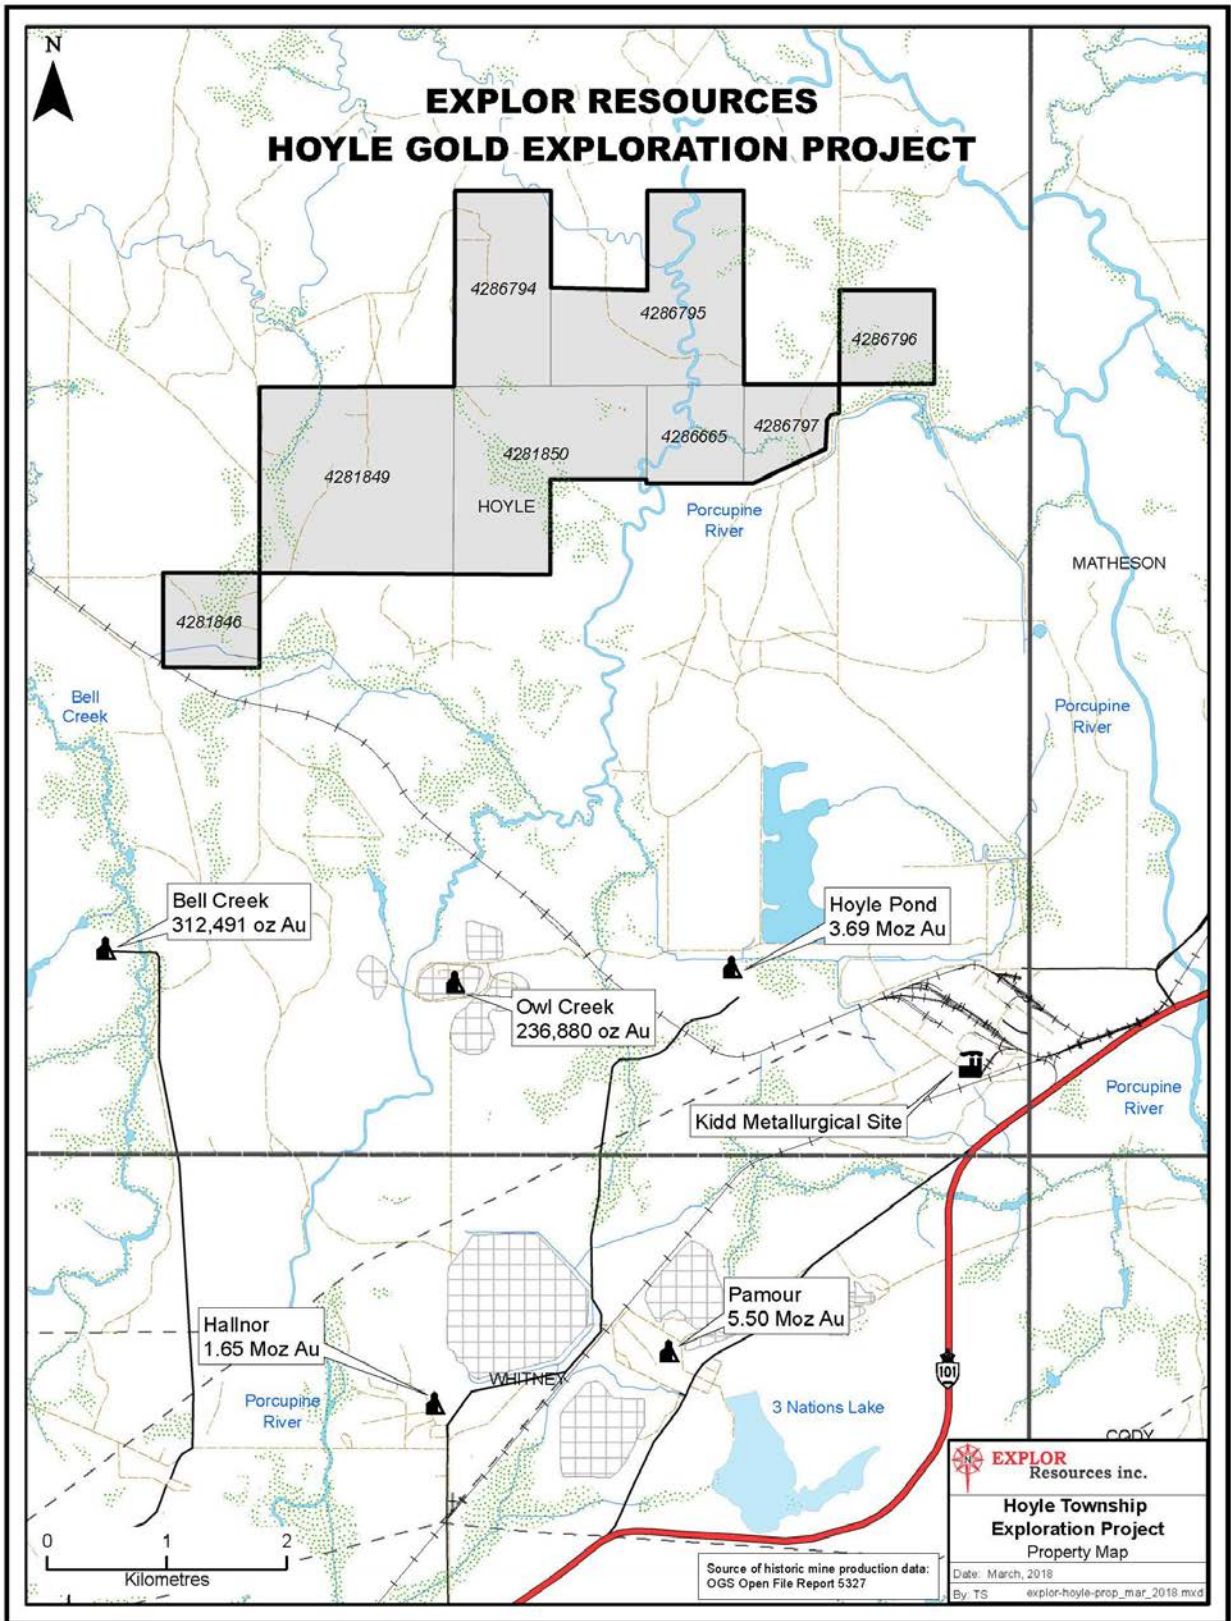 N
EXPLOR RESOURCES
HOYLE GOLD EXPLORATION PROJECT
4286794
4286795
4286796
4286797
4286665
4281850
4281849
HOYLE
Porcupine
River
MATHESON
4281846
Bell
Creek
Porcupine
River
Bell Creek
312,491 oz Au
Hoyle Pond
3.69 Moz Au
Owl Creek
236,880 oz Au
Porcupine
River
Kidd Metallurgical Site
Pamour
5.50 Moz Au
Hallnor
1.65 Moz Au
WHITNEY
101
Porcupine
River
3 Nations Lake
CODY
N
EXPLOR
Resources inc.
Hoyle Township
Exploration Project
Property Map
Date: March, 2018
By: TS explor-hoyle-prop_mar_2018.mxd
0 1 2
Kilometres
Source of historic mine production data:
OGS Open File Report 5327